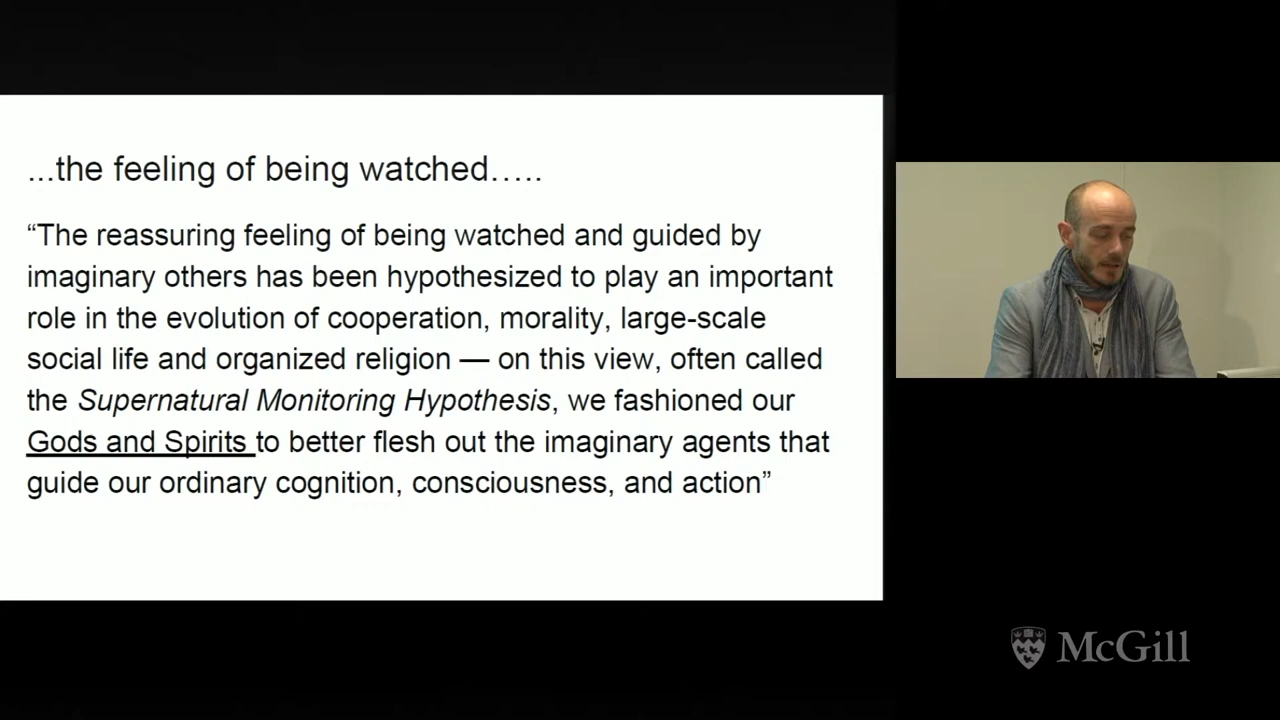 ...the feeling of being watched…..
“The reassuring feeling of being watched and guided by
imaginary others has been hypothesized to play an important
role in the evolution of cooperation, morality, large-scale
social life and organized religion — on this view, often called
the Supernatural Monitoring Hypothesis, we fashioned our
Gods and Spirits to better flesh out the imaginary agents that
guide our ordinary cognition, consciousness, and action”
McGill